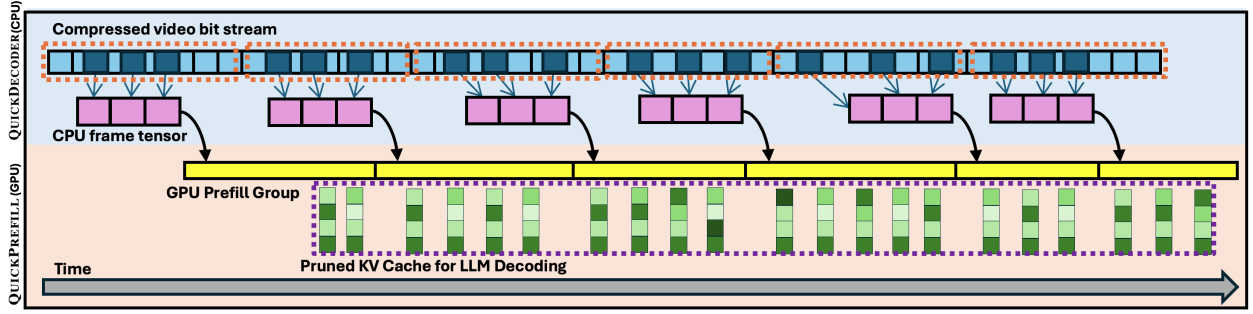 QUICKDECODER(CPU)
Compressed video bit stream
CPU frame tensor
QUICKPREFILL (GPU)
GPU Prefill Group
Pruned KV Cache for LLM Decoding
Time